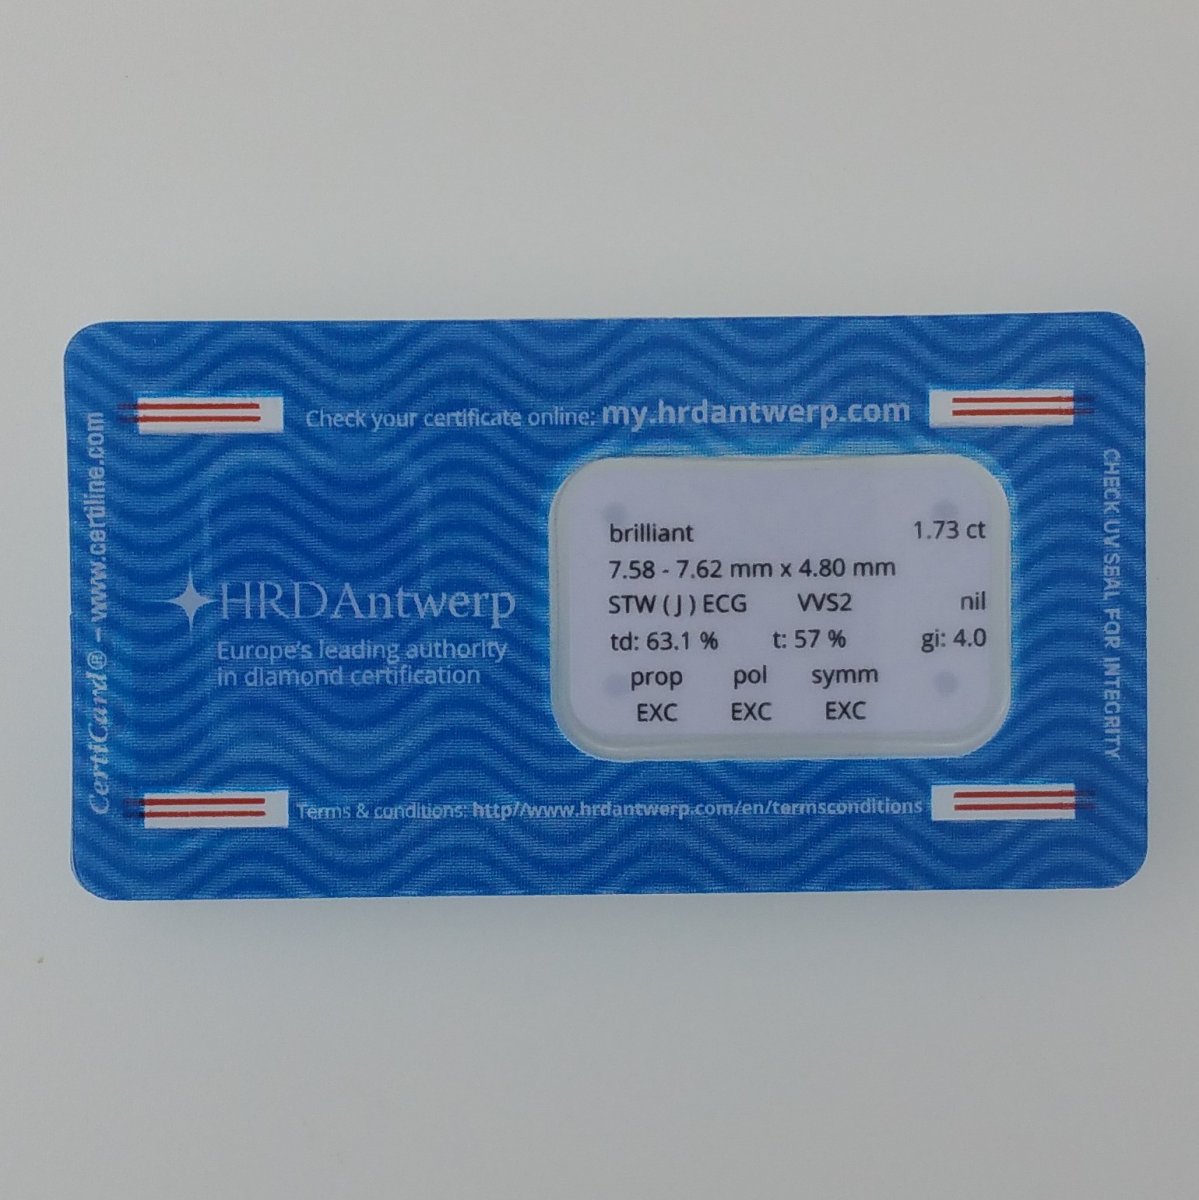 Check your certificate online: my.hrdantwerp.com
CertiCard® - www.certiline.com
HRDAntwerp
Europe's leading authority
in diamond certification
brilliant 1.73 ct
7.58 - 7.62 mm x 4.80 mm
STW ( J ) ECG VVS2 nil
td: 63.1 % t: 57 % gi: 4.0
prop pol symm
EXC EXC EXC
CHECK UV SEAL FOR INTEGRITY
Terms & conditions: http//www.hrdantwerp.com/en/termsconditions